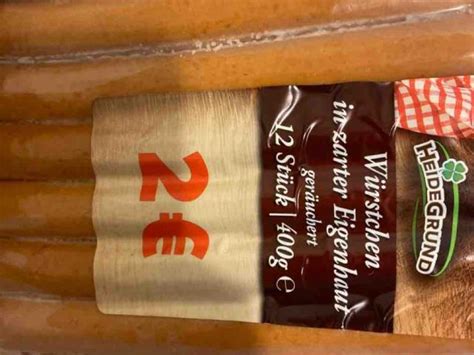 HEIDEGRUND
Würstchen
in zarter Eigenhaut
geräuchert
12 Stück | 400g ℮
2€